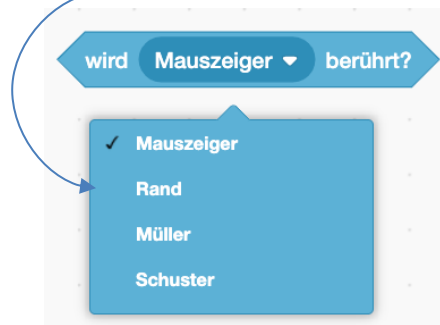 wird Mauszeiger berührt?
✓ Mauszeiger
Rand
Müller
Schuster